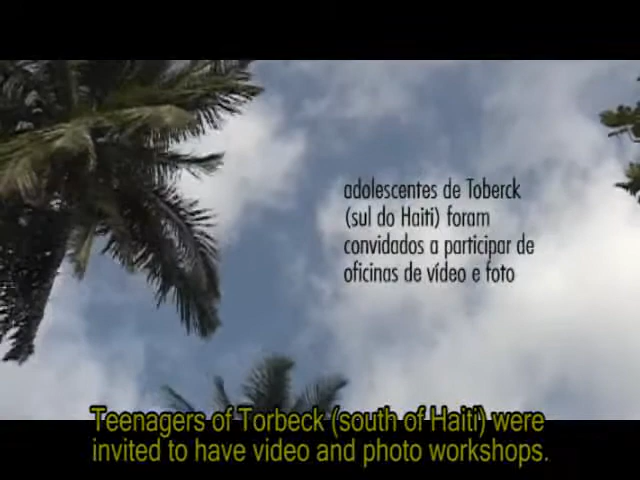 adolescentes de Toberck
(sul do Haiti) foram
convidados a participar de
oficinas de vídeo e foto
Teenagers of Torbeck (south of Haiti) were
invited to have video and photo workshops.